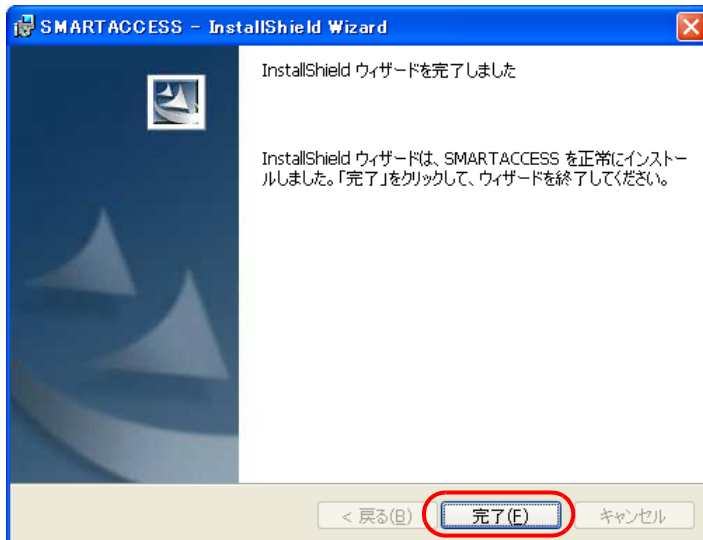 SMARTACCESS - InstallShield Wizard
InstallShield ウィザードを完了しました
InstallShield ウィザードは、SMARTACCESS を正常にインストー
ルしました。「完了」をクリックして、ウィザードを終了してください。
< 戻る(B) 完了(F) キャンセル